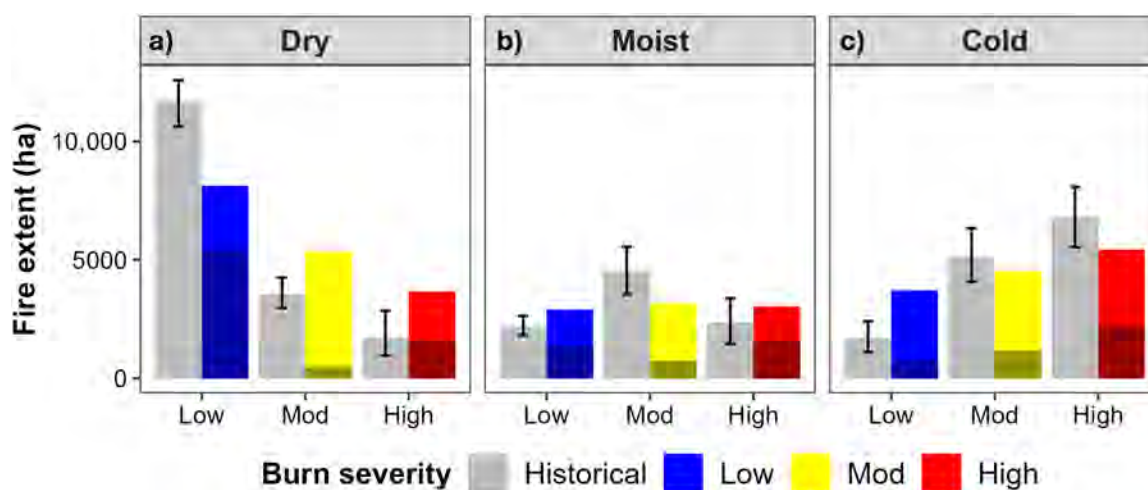 a) Dry
b) Moist
c) Cold
Fire extent (ha)
10,000
5000
0
Low Mod High
Low Mod High
Low Mod High
Burn severity Historical Low Mod High